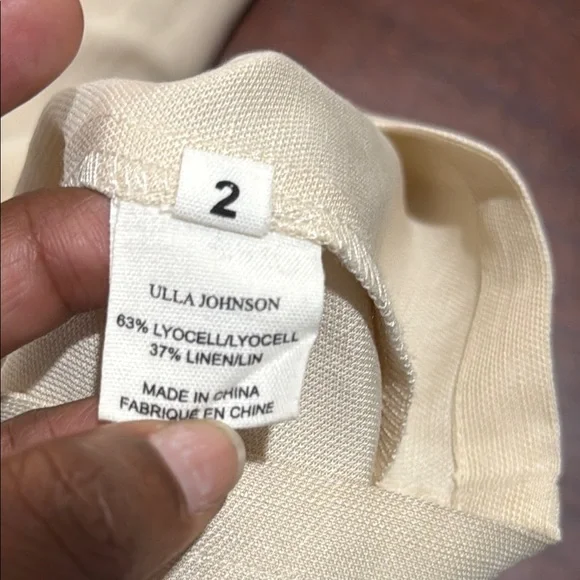 2
ULLA JOHNSON
63% LYOCELL/LYOCELL
37% LINEN/LIN
MADE IN CHINA
FABRIQUÉ EN CHINE